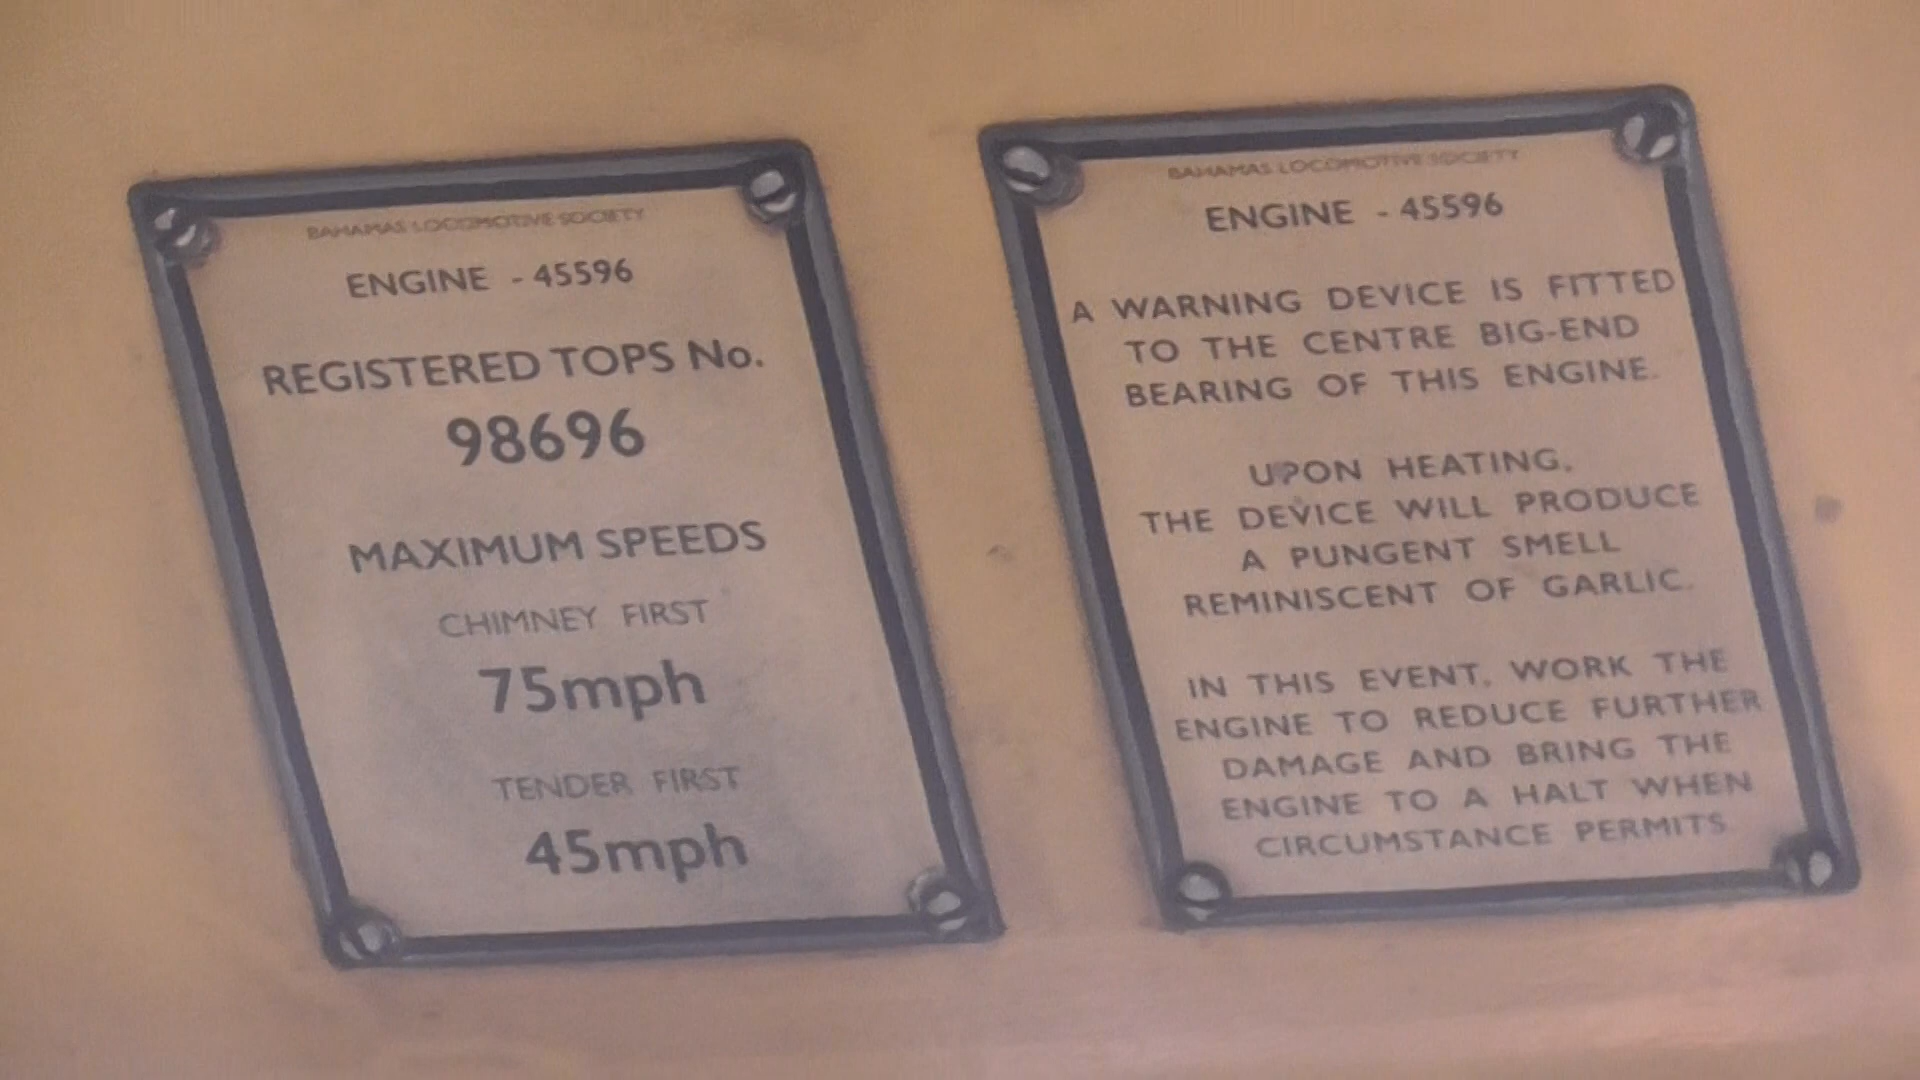 BAHAMAS LOCOMOTIVE SOCIETY
ENGINE - 45596
REGISTERED TOPS No.
98696
MAXIMUM SPEEDS
CHIMNEY FIRST
75mph
TENDER FIRST
45mph
BAHAMAS LOCOMOTIVE SOCIETY
ENGINE - 45596
A WARNING DEVICE IS FITTED
TO THE CENTRE BIG-END
BEARING OF THIS ENGINE.
UPON HEATING,
THE DEVICE WILL PRODUCE
A PUNGENT SMELL
REMINISCENT OF GARLIC.
IN THIS EVENT, WORK THE
ENGINE TO REDUCE FURTHER
DAMAGE AND BRING THE
ENGINE TO A HALT WHEN
CIRCUMSTANCE PERMITS